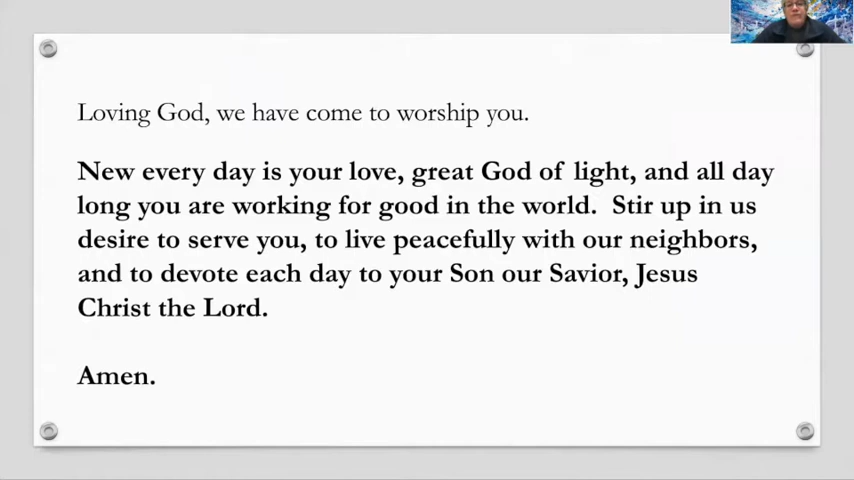 Loving God, we have come to worship you.
New every day is your love, great God of light, and all day
long you are working for good in the world.  Stir up in us
desire to serve you, to live peacefully with our neighbors,
and to devote each day to your Son our Savior, Jesus
Christ the Lord.
Amen.